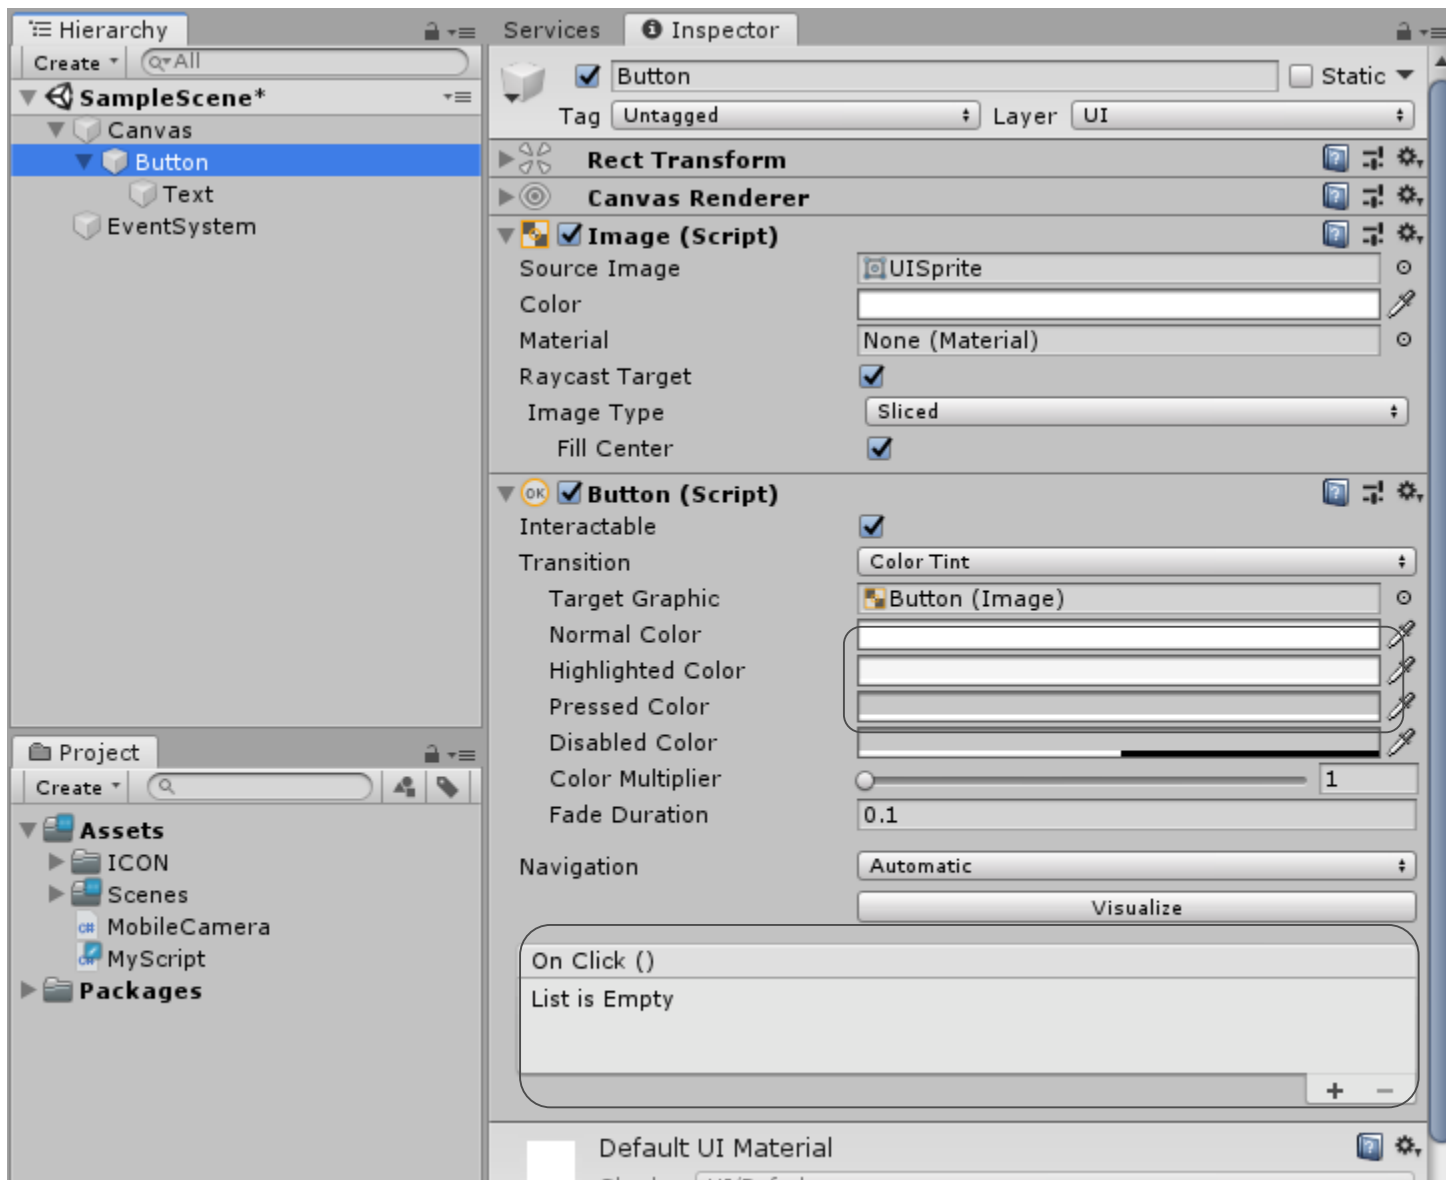 Hierarchy
Create
All
SampleScene*
Canvas
Button
Text
EventSystem
Project
Create
Assets
ICON
Scenes
C# MobileCamera
MyScript
Packages
Services
Inspector
Button
Static
Tag Untagged Layer UI
Rect Transform
Canvas Renderer
Image (Script)
Source Image UISprite
Color
Material None (Material)
Raycast Target
Image Type Sliced
Fill Center
OK Button (Script)
Interactable
Transition Color Tint
Target Graphic Button (Image)
Normal Color
Highlighted Color
Pressed Color
Disabled Color
Color Multiplier 1
Fade Duration 0.1
Navigation Automatic
Visualize
On Click ()
List is Empty
+ −
Default UI Material